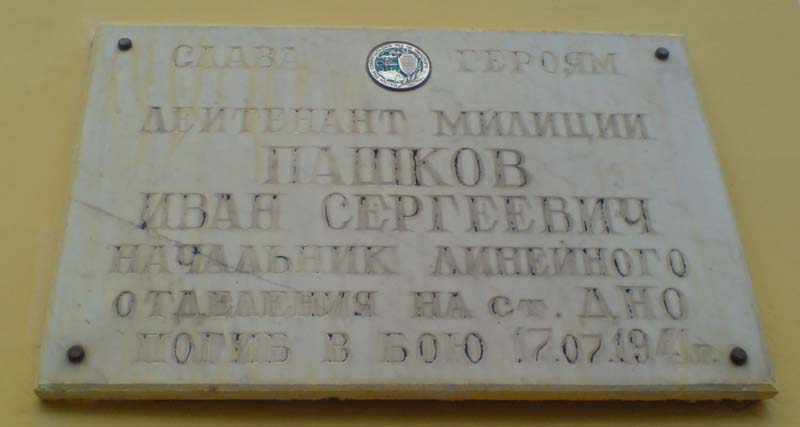 СЛАВА ГЕРОЯМ
ЛЕЙТЕНАНТ МИЛИЦИИ
ПАШКОВ
ИВАН СЕРГЕЕВИЧ
НАЧАЛЬНИК ЛИНЕЙНОГО
ОТДЕЛЕНИЯ НА ст. ДНО
ПОГИБ В БОЮ 17.07.1941г.